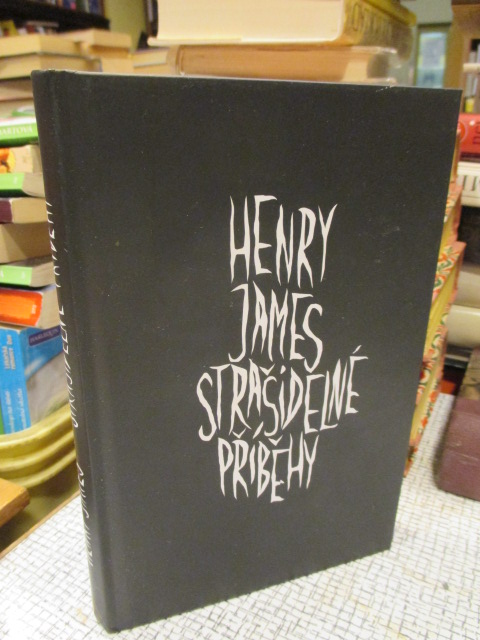 HENRY
JAMES
STRAŠIDELNÉ
PŘÍBĚHY